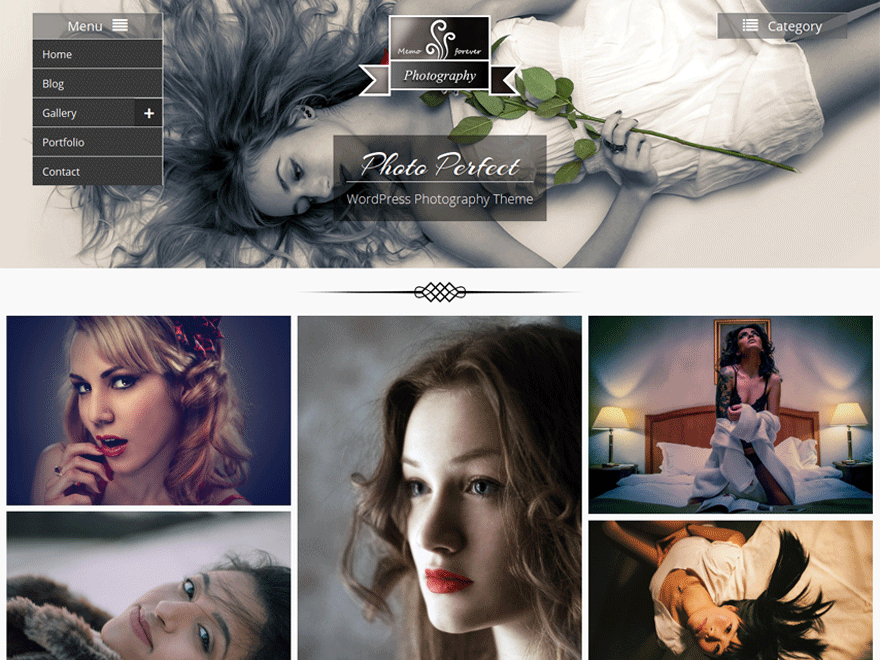 Menu
Home
Blog
Gallery
+
Portfolio
Contact
Memo forever
Photography
Category
Photo Perfect
WordPress Photography Theme